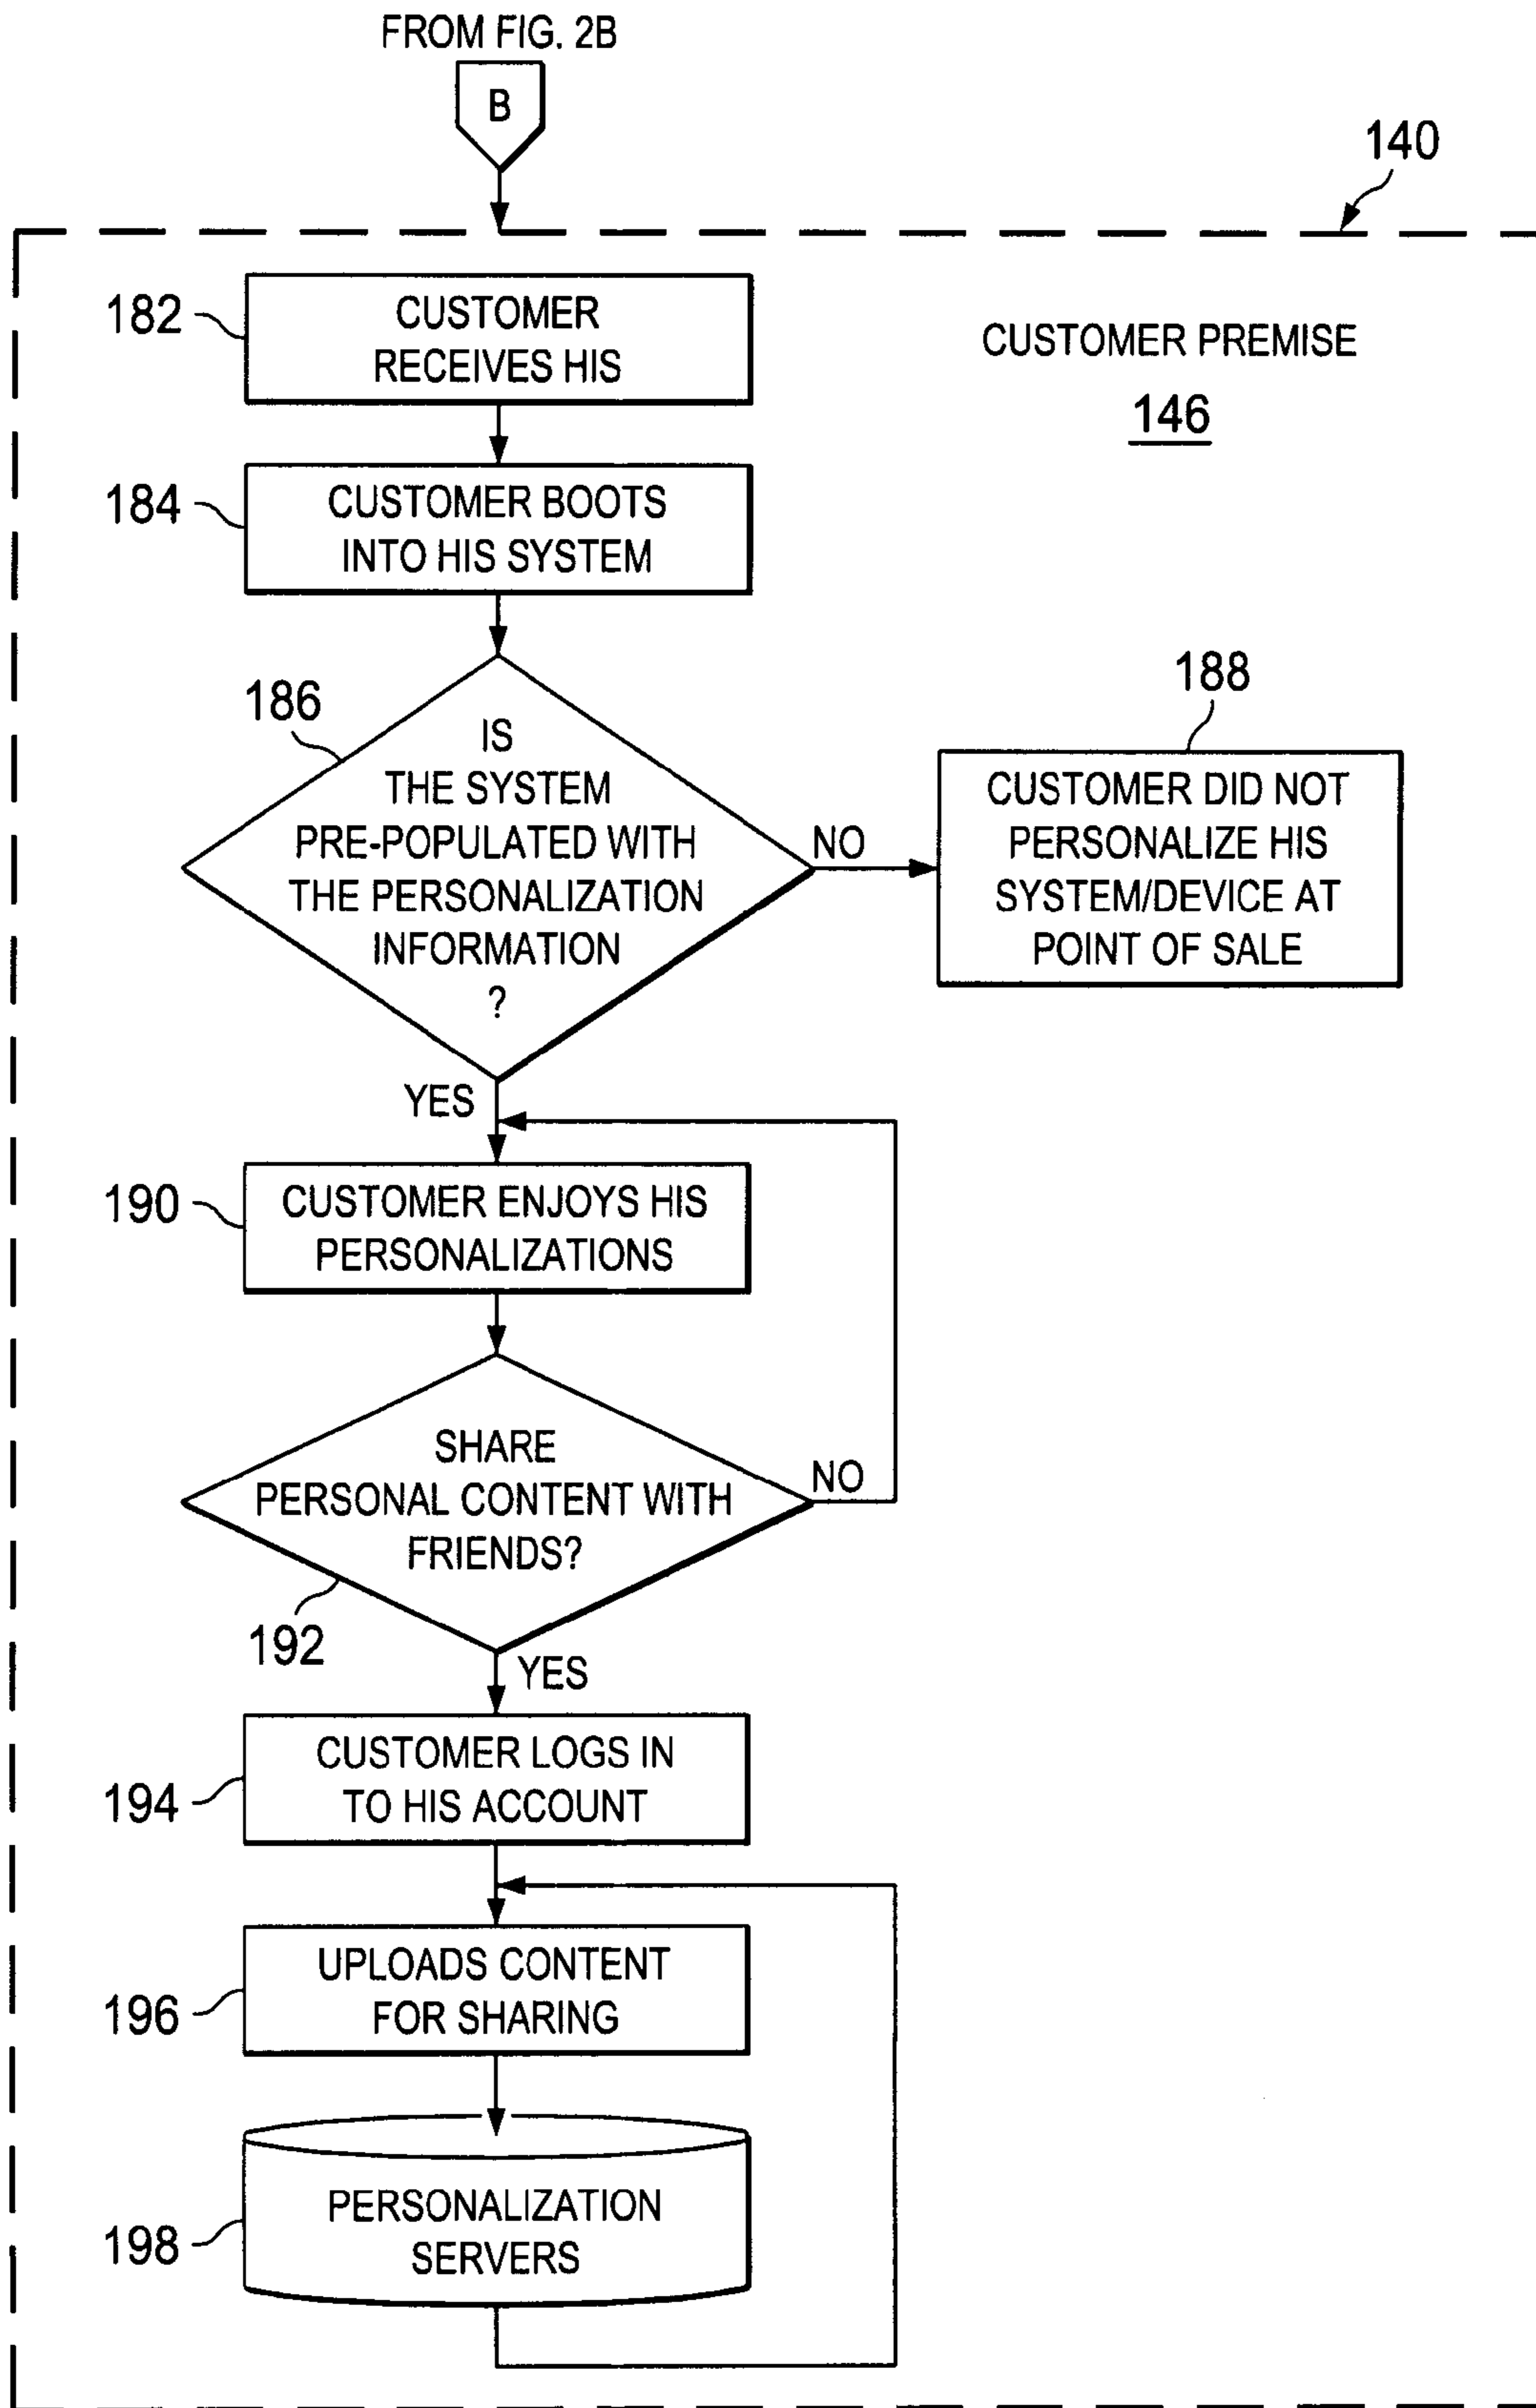 FROM FIG. 2B
B
140
182
CUSTOMER
RECEIVES HIS
CUSTOMER PREMISE
146
184
CUSTOMER BOOTS
INTO HIS SYSTEM
186
IS
THE SYSTEM
PRE-POPULATED WITH
THE PERSONALIZATION
INFORMATION
?
NO
188
CUSTOMER DID NOT
PERSONALIZE HIS
SYSTEM/DEVICE AT
POINT OF SALE
YES
190
CUSTOMER ENJOYS HIS
PERSONALIZATIONS
SHARE
PERSONAL CONTENT WITH
FRIENDS?
NO
192
YES
194
CUSTOMER LOGS IN
TO HIS ACCOUNT
196
UPLOADS CONTENT
FOR SHARING
198
PERSONALIZATION
SERVERS